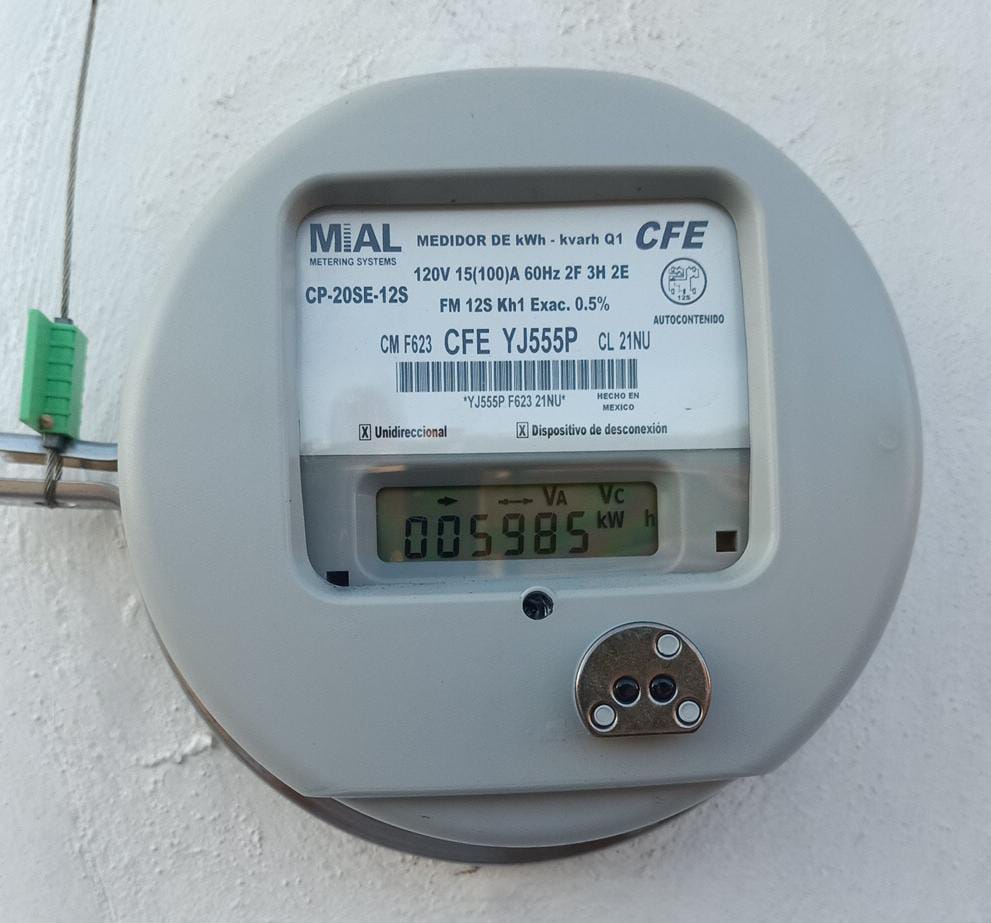 MIAL
METERING SYSTEMS
MEDIDOR DE kWh - kvarh Q1
CFE
120V 15(100)A 60Hz 2F 3H 2E
CP-20SE-12S
FM 12S Kh1 Exac. 0.5%
12S
AUTOCONTENIDO
CM F623 CFE YJ555P CL 21NU
*YJ555P F623 21NU*
HECHO EN
MEXICO
X Unidireccional
X Dispositivo de desconexión
VA VC
005985 kW h